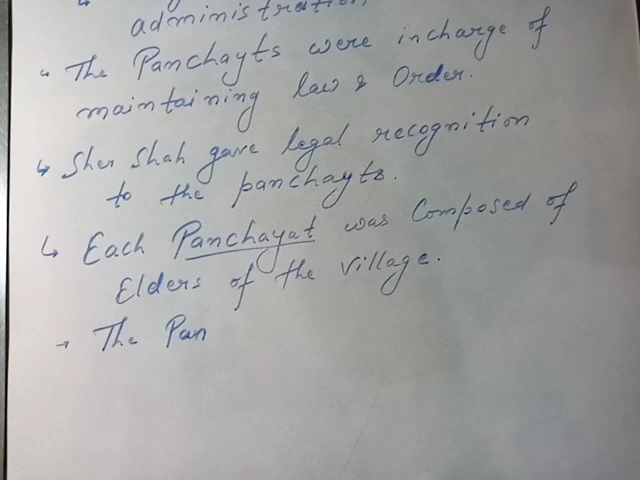 administration,
The Panchayts were incharge of
maintaining law & Order.
Sher Shah gave legal recognition
to the panchayts.
Each Panchayat was Composed of
Elders of the village.
The Pan